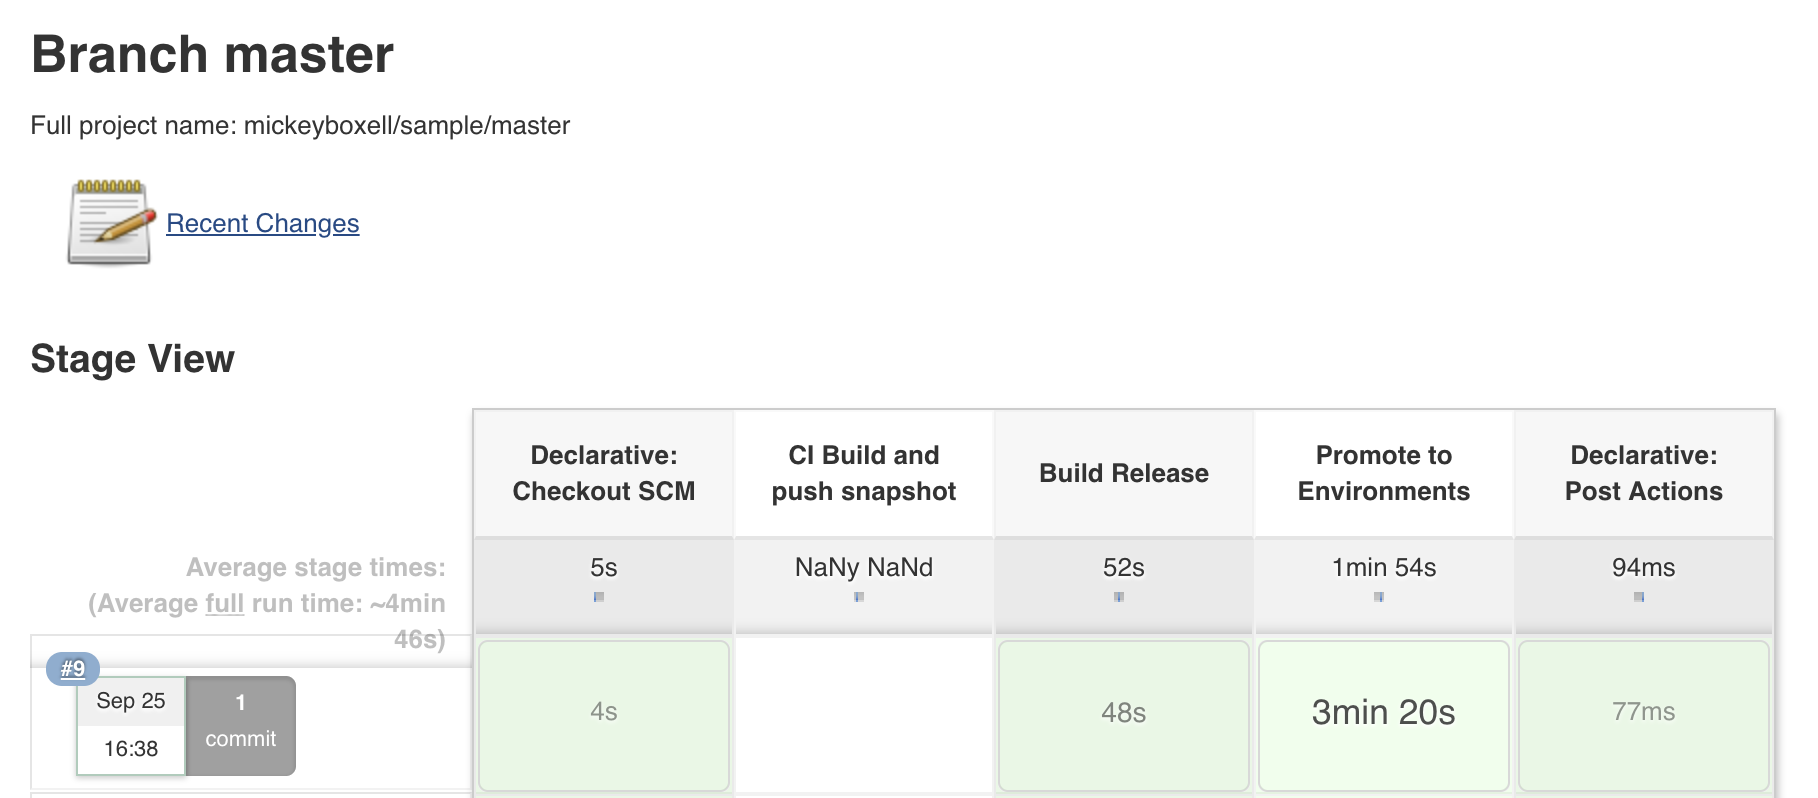 Branch master
Full project name: mickeyboxell/sample/master
Recent Changes
Stage View
Declarative:
Checkout SCM
CI Build and
push snapshot
Build Release
Promote to
Environments
Declarative:
Post Actions
Average stage times:
(Average full run time: ~4min
46s)
5s
NaNy NaNd
52s
1min 54s
94ms
#9
Sep 25
16:38
1
commit
4s
48s
3min 20s
77ms